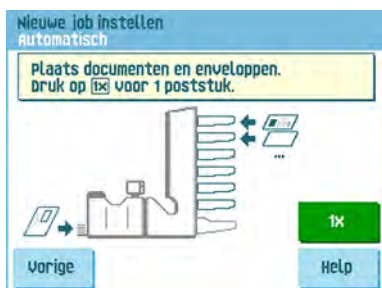 Nieuwe job instellen
Automatisch
Plaats documenten en enveloppen.
Druk op 1x voor 1 poststuk.
...
1x
Vorige
Help